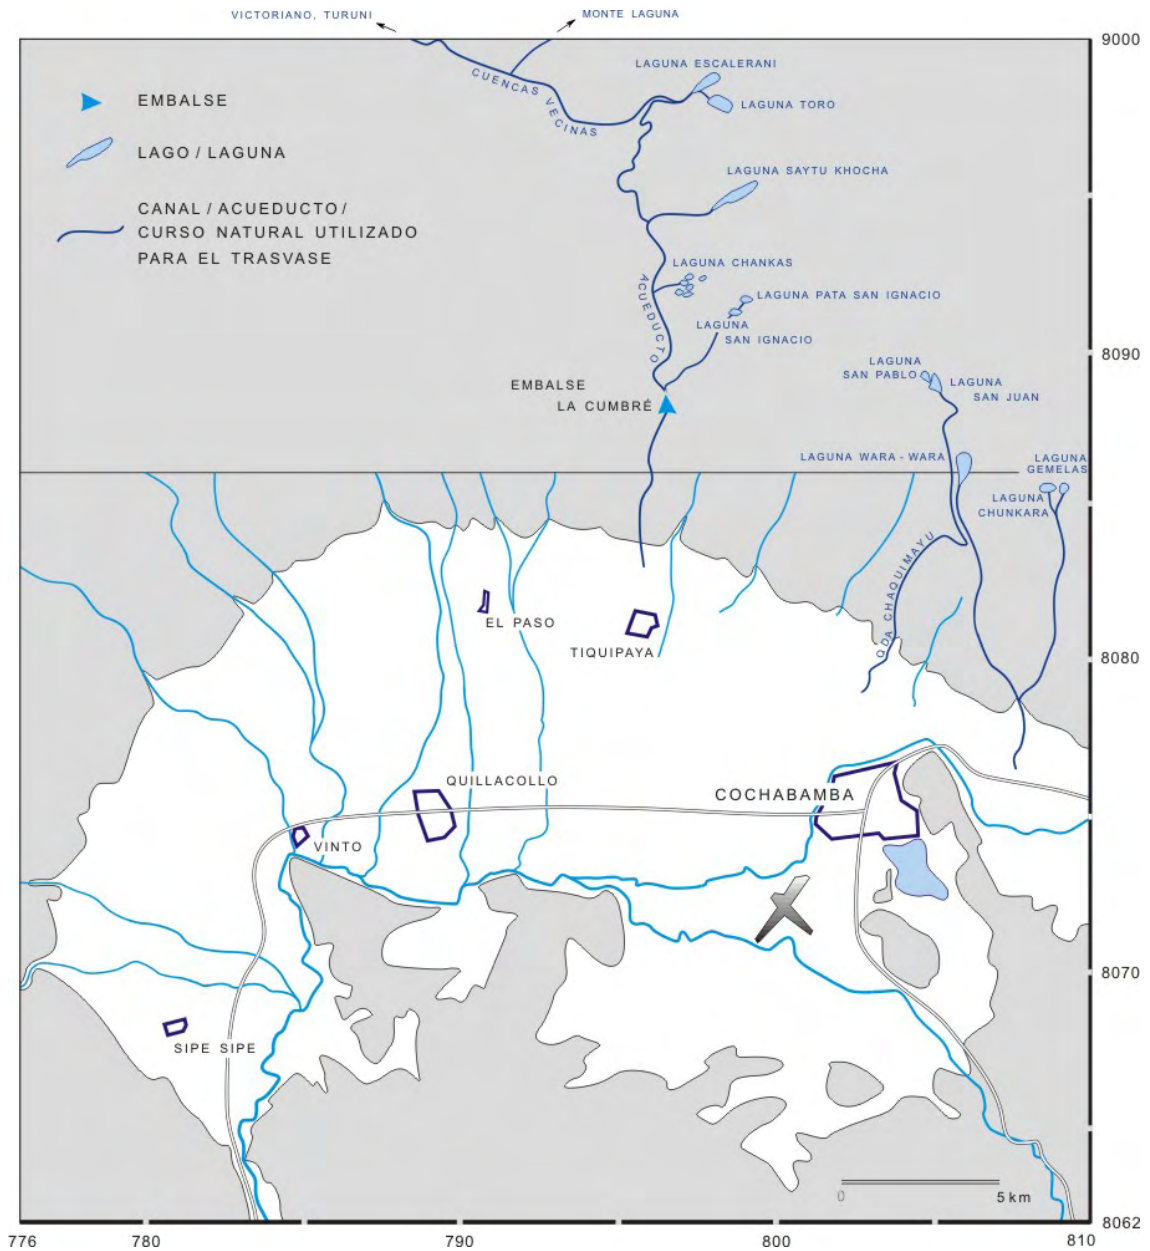 VICTORIANO, TURUNI
MONTE LAGUNA
9000
CUENCAS VECINAS
LAGUNA ESCALERANI
LAGUNA TORO
EMBALSE
LAGO / LAGUNA
LAGUNA SAYTU KHOCHA
CANAL / ACUEDUCTO /
CURSO NATURAL UTILIZADO
PARA EL TRASVASE
LAGUNA CHANKAS
ACUEDUCTO
LAGUNA PATA SAN IGNACIO
LAGUNA
SAN IGNACIO
8090
LAGUNA
SAN PABLO
LAGUNA
SAN JUAN
EMBALSE
LA CUMBRÉ
LAGUNA WARA - WARA
LAGUNA
GEMELAS
LAGUNA
CHUNKARA
QDA CHAQUIMAYU
EL PASO
TIQUIPAYA
8080
QUILLACOLLO
COCHABAMBA
VINTO
8070
SIPE SIPE
0
5 km
8062
776
780
790
800
810